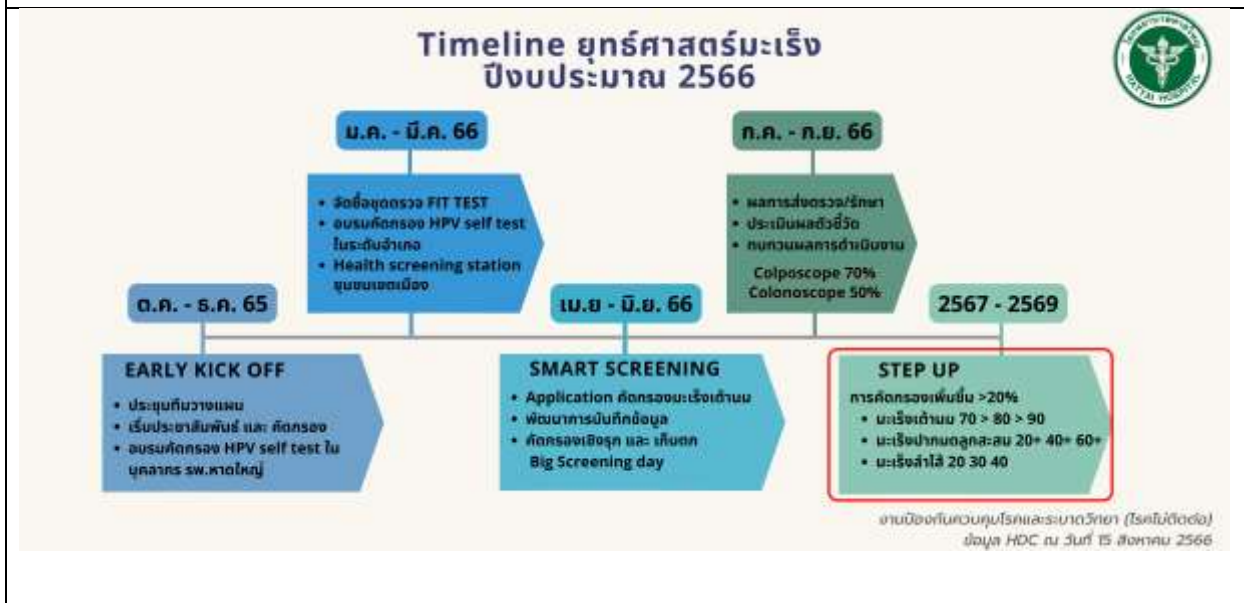 Timeline ยุทธ์ศาสตร์มะเร็ง
ปีงบประมาณ 2566
HATYAI HOSPITAL
ต.ค. - ธ.ค. 65
EARLY KICK OFF
• ประชุมทีมวางแผน
• เริ่มประชาสัมพันธ์ และ คัดกรอง
• อบรมคัดกรอง HPV self test ใน
บุคลากร รพ.หาดใหญ่
ม.ค. - มี.ค. 66
• จัดซื้อชุดตรวจ FIT TEST
• อบรมคัดกรอง HPV self test
ในระดับอำเภอ
• Health screening station
ชุมชนเขตเมือง
เม.ย - มิ.ย. 66
SMART SCREENING
• Application คัดกรองมะเร็งเต้านม
• พัฒนาการบันทึกข้อมูล
• คัดกรองเชิงรุก และ เก็บตก
Big Screening day
ก.ค. - ก.ย. 66
• ผลการส่งตรวจ/รักษา
• ประเมินผลตัวชี้วัด
• ทบทวนผลการดำเนินงาน
Colposcope 70%
Colonoscope 50%
2567 - 2569
STEP UP
การคัดกรองเพิ่มขึ้น >20%
• มะเร็งเต้านม 70 > 80 > 90
• มะเร็งปากมดลูกสะสม 20+ 40+ 60+
• มะเร็งลำไส้ 20 30 40
งานป้องกันควบคุมโรคและระบาดวิทยา (โรคไม่ติดต่อ)
ข้อมูล HDC ณ วันที่ 15 สิงหาคม 2566